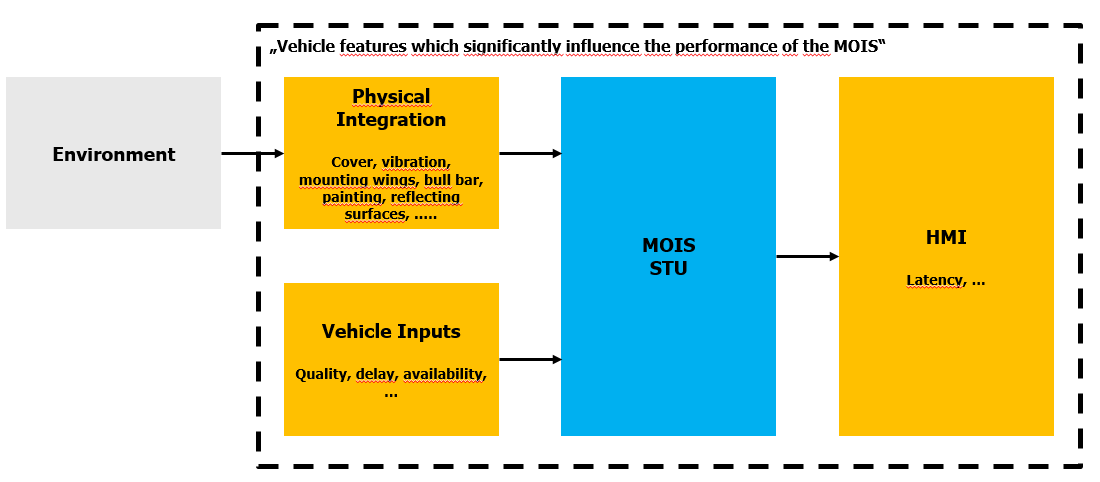 „Vehicle features which significantly influence the performance of the MOIS“
Environment
Physical
Integration
Cover, vibration,
mounting wings, bull bar,
painting, reflecting
surfaces, .....
Vehicle Inputs
Quality, delay, availability,
...
MOIS
STU
HMI
Latency, ...